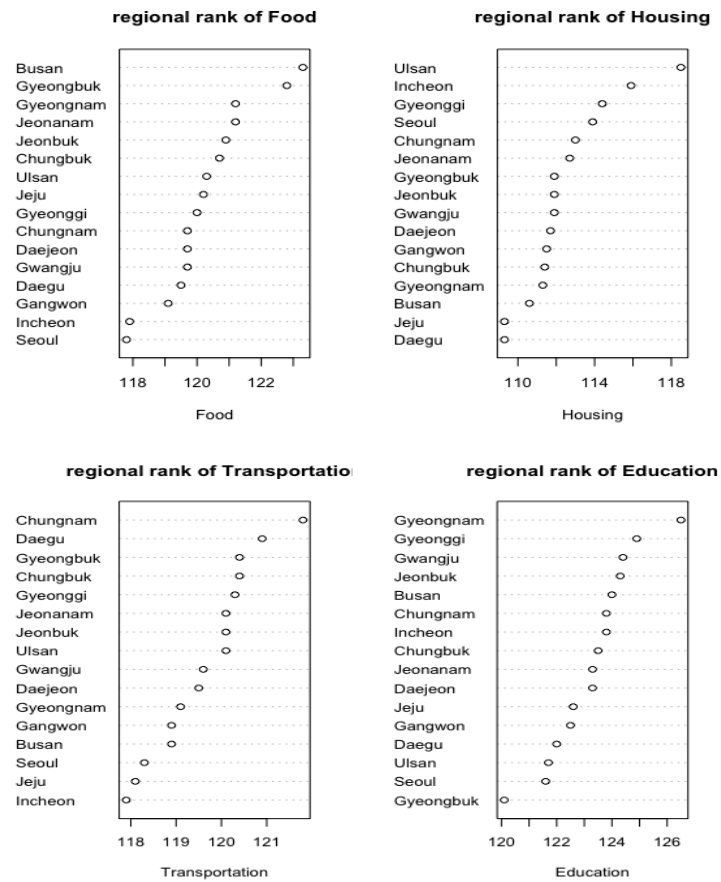 regional rank of Food
Busan
Gyeongbuk
Gyeongnam
Jeonanam
Jeonbuk
Chungbuk
Ulsan
Jeju
Gyeonggi
Chungnam
Daejeon
Gwangju
Daegu
Gangwon
Incheon
Seoul
118 120 122
Food
regional rank of Housing
Ulsan
Incheon
Gyeonggi
Seoul
Chungnam
Jeonanam
Gyeongbuk
Jeonbuk
Gwangju
Daejeon
Gangwon
Chungbuk
Gyeongnam
Busan
Jeju
Daegu
110 114 118
Housing
regional rank of Transportation
Chungnam
Daegu
Gyeongbuk
Chungbuk
Gyeonggi
Jeonanam
Jeonbuk
Ulsan
Gwangju
Daejeon
Gyeongnam
Gangwon
Busan
Seoul
Jeju
Incheon
118 119 120 121
Transportation
regional rank of Education
Gyeongnam
Gyeonggi
Gwangju
Jeonbuk
Busan
Chungnam
Incheon
Chungbuk
Jeonanam
Daejeon
Jeju
Gangwon
Daegu
Ulsan
Seoul
Gyeongbuk
120 122 124 126
Education